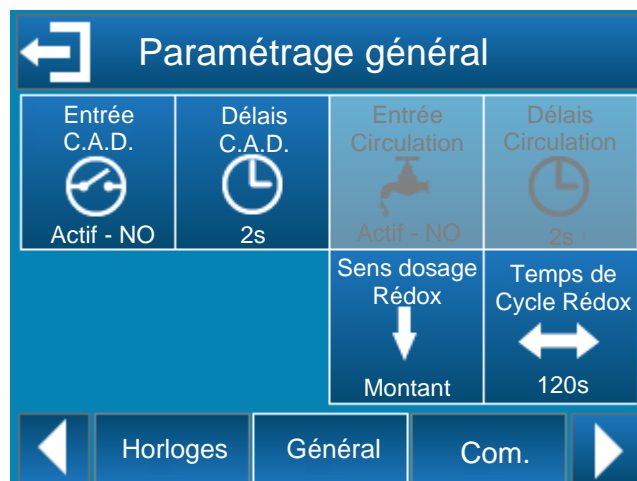 Paramétrage général
Entrée
C.A.D.
Actif - NO
Délais
C.A.D.
2s
Entrée
Circulation
Actif - NO
Délais
Circulation
2s
Sens dosage
Rédox
Montant
Temps de
Cycle Rédox
120s
Horloges
Général
Com.